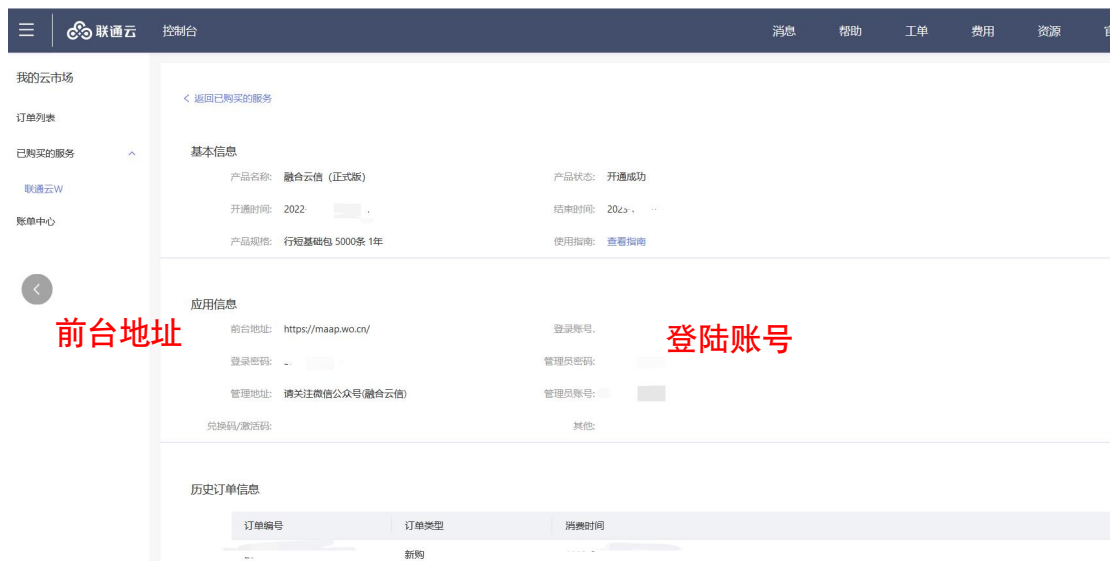 联通云 控制台 消息 帮助 工单 费用 资源
我的云市场
< 返回已购买的服务
订单列表
已购买的服务
基本信息
产品名称: 融合云信（正式版） 产品状态: 开通成功
联通云W
开通时间: 2022- 结束时间:
账单中心
产品规格: 行短基础包 5000条 1年 使用指南: 查看指南
应用信息
前台地址
前台地址: https://maap.wo.cn/ 登录账号.
登陆账号
登录密码: 管理员密码:
管理地址: 请关注微信公众号(融合云信) 管理员账号:
兑换码/激活码: 其他:
历史订单信息
订单编号 订单类型 消费时间
新购